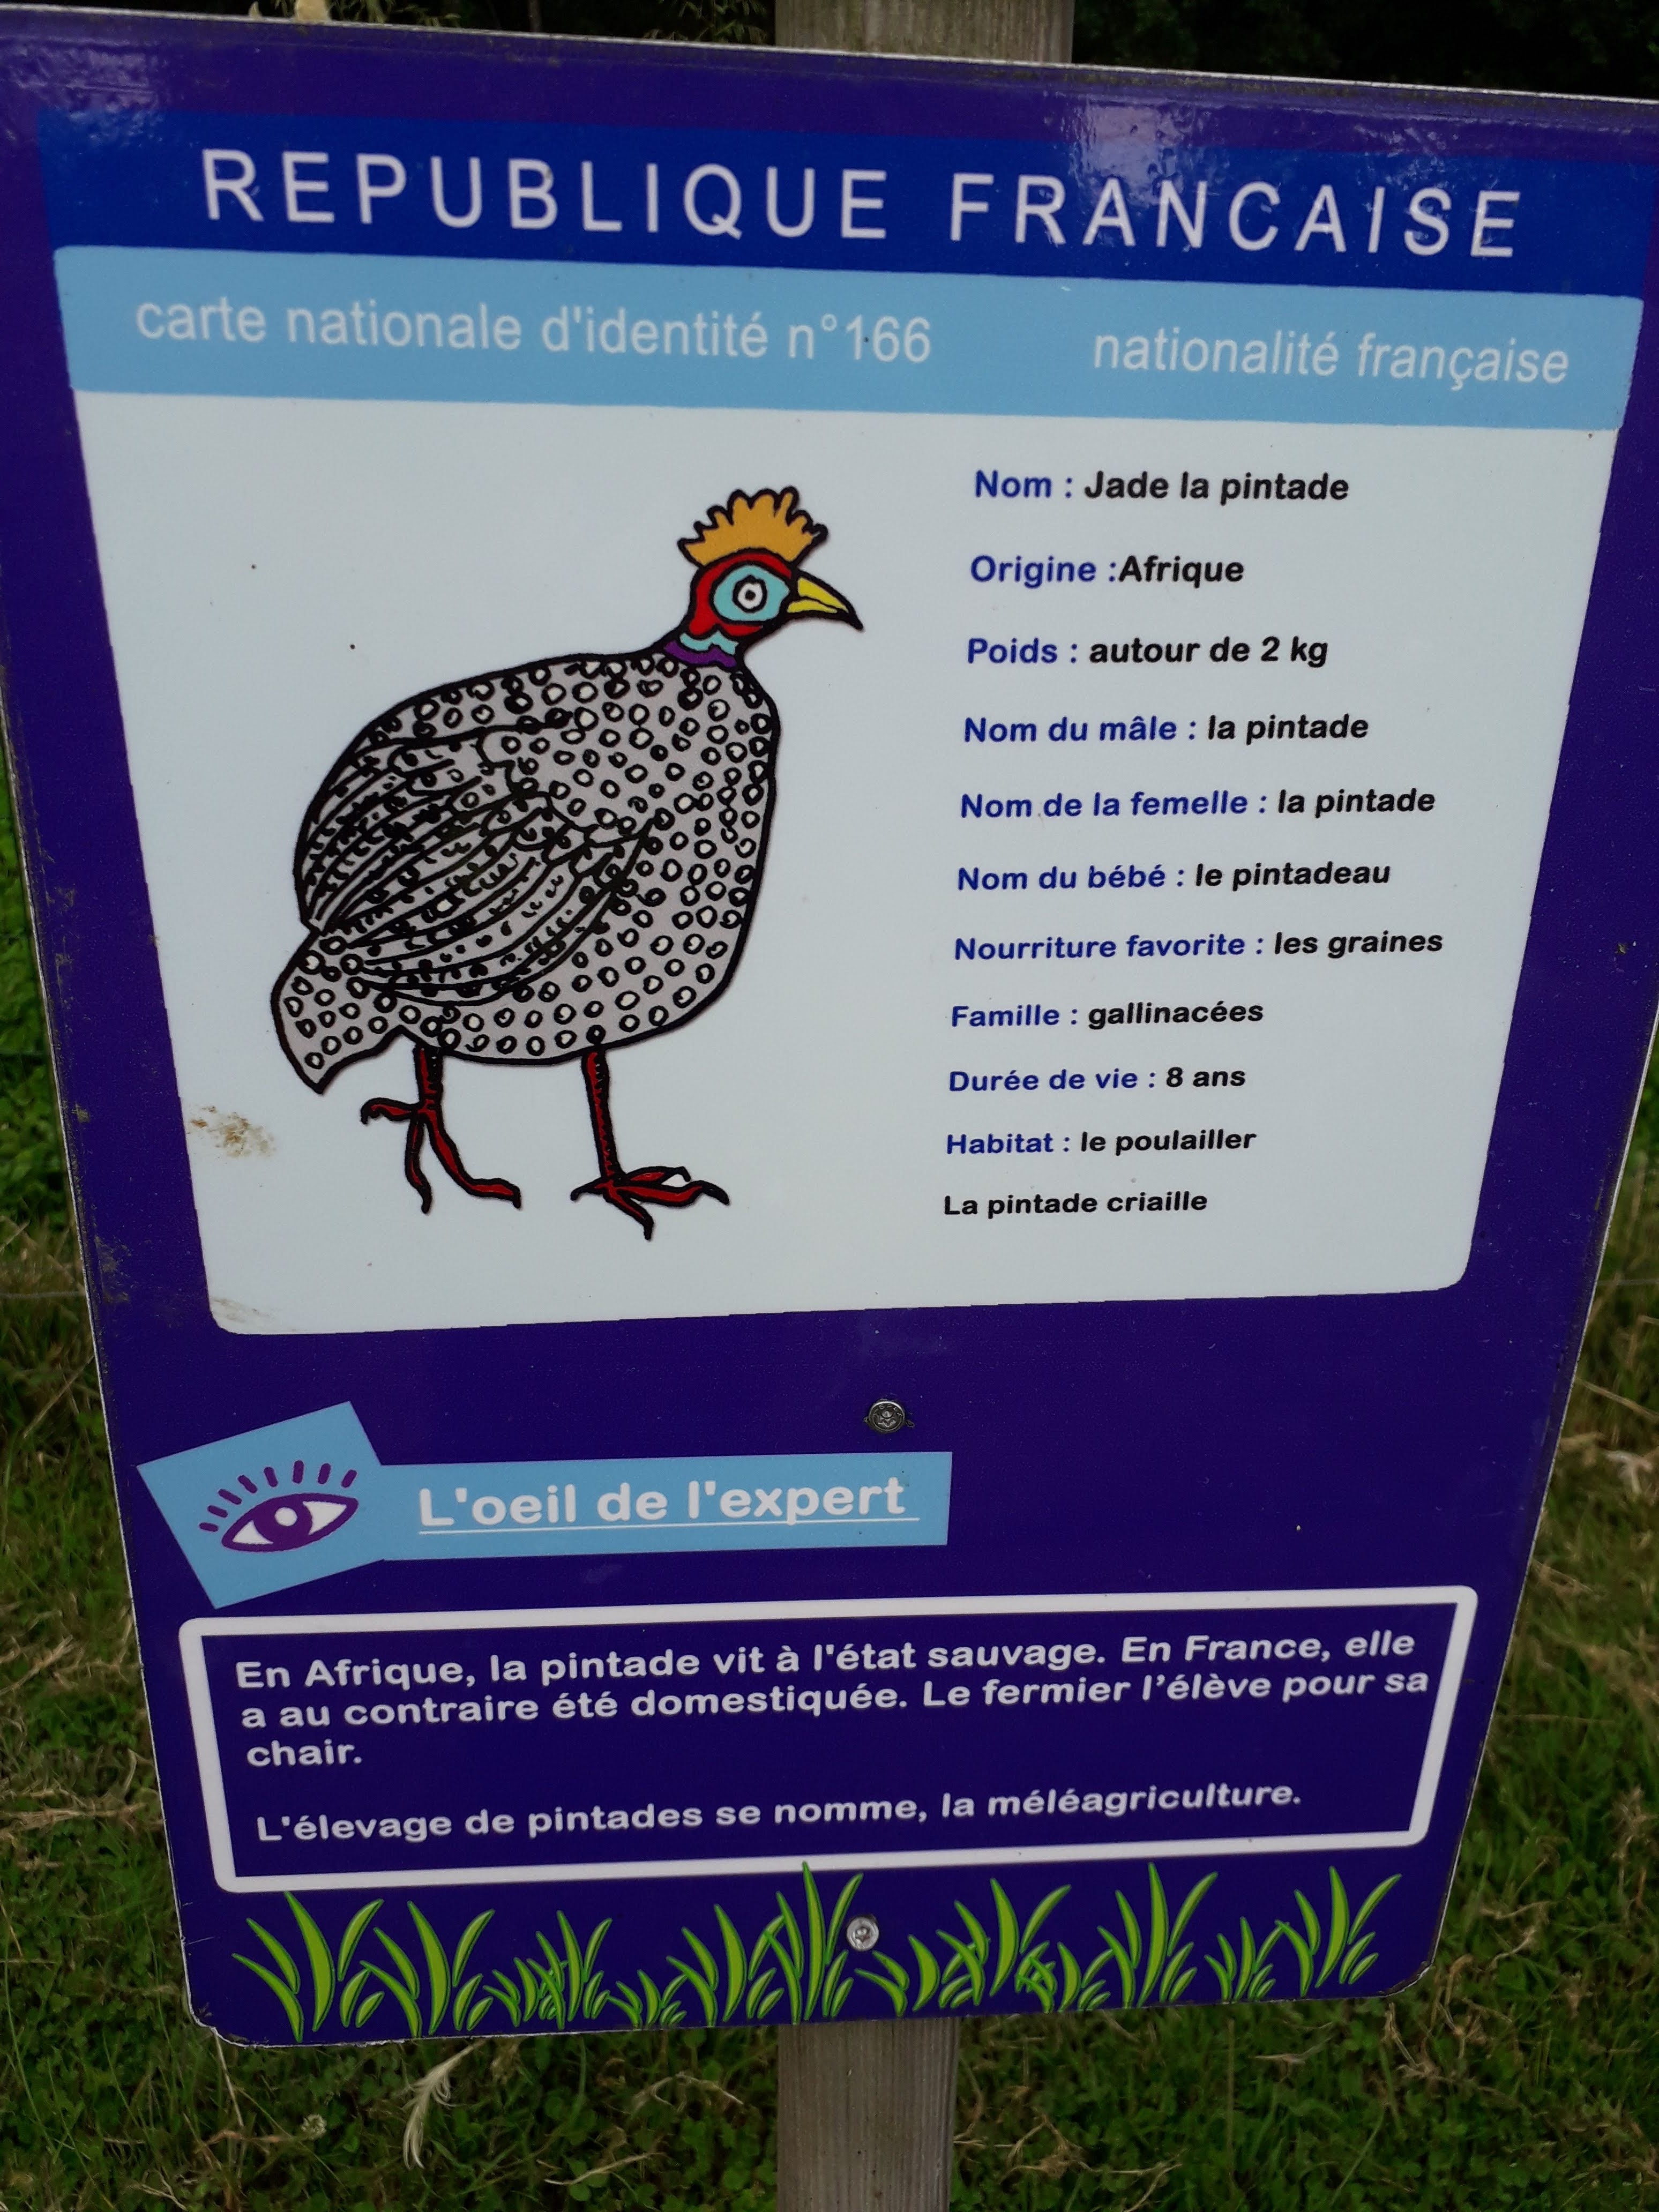 REPUBLIQUE FRANCAISE
carte nationale d'identité n°166 nationalité française
Nom : Jade la pintade
Origine :Afrique
Poids : autour de 2 kg
Nom du mâle : la pintade
Nom de la femelle : la pintade
Nom du bébé : le pintadeau
Nourriture favorite : les graines
Famille : gallinacées
Durée de vie : 8 ans
Habitat : le poulailler
La pintade criaille
L'oeil de l'expert
En Afrique, la pintade vit à l'état sauvage. En France, elle
a au contraire été domestiquée. Le fermier l’élève pour sa
chair.
L'élevage de pintades se nomme, la méléagriculture.